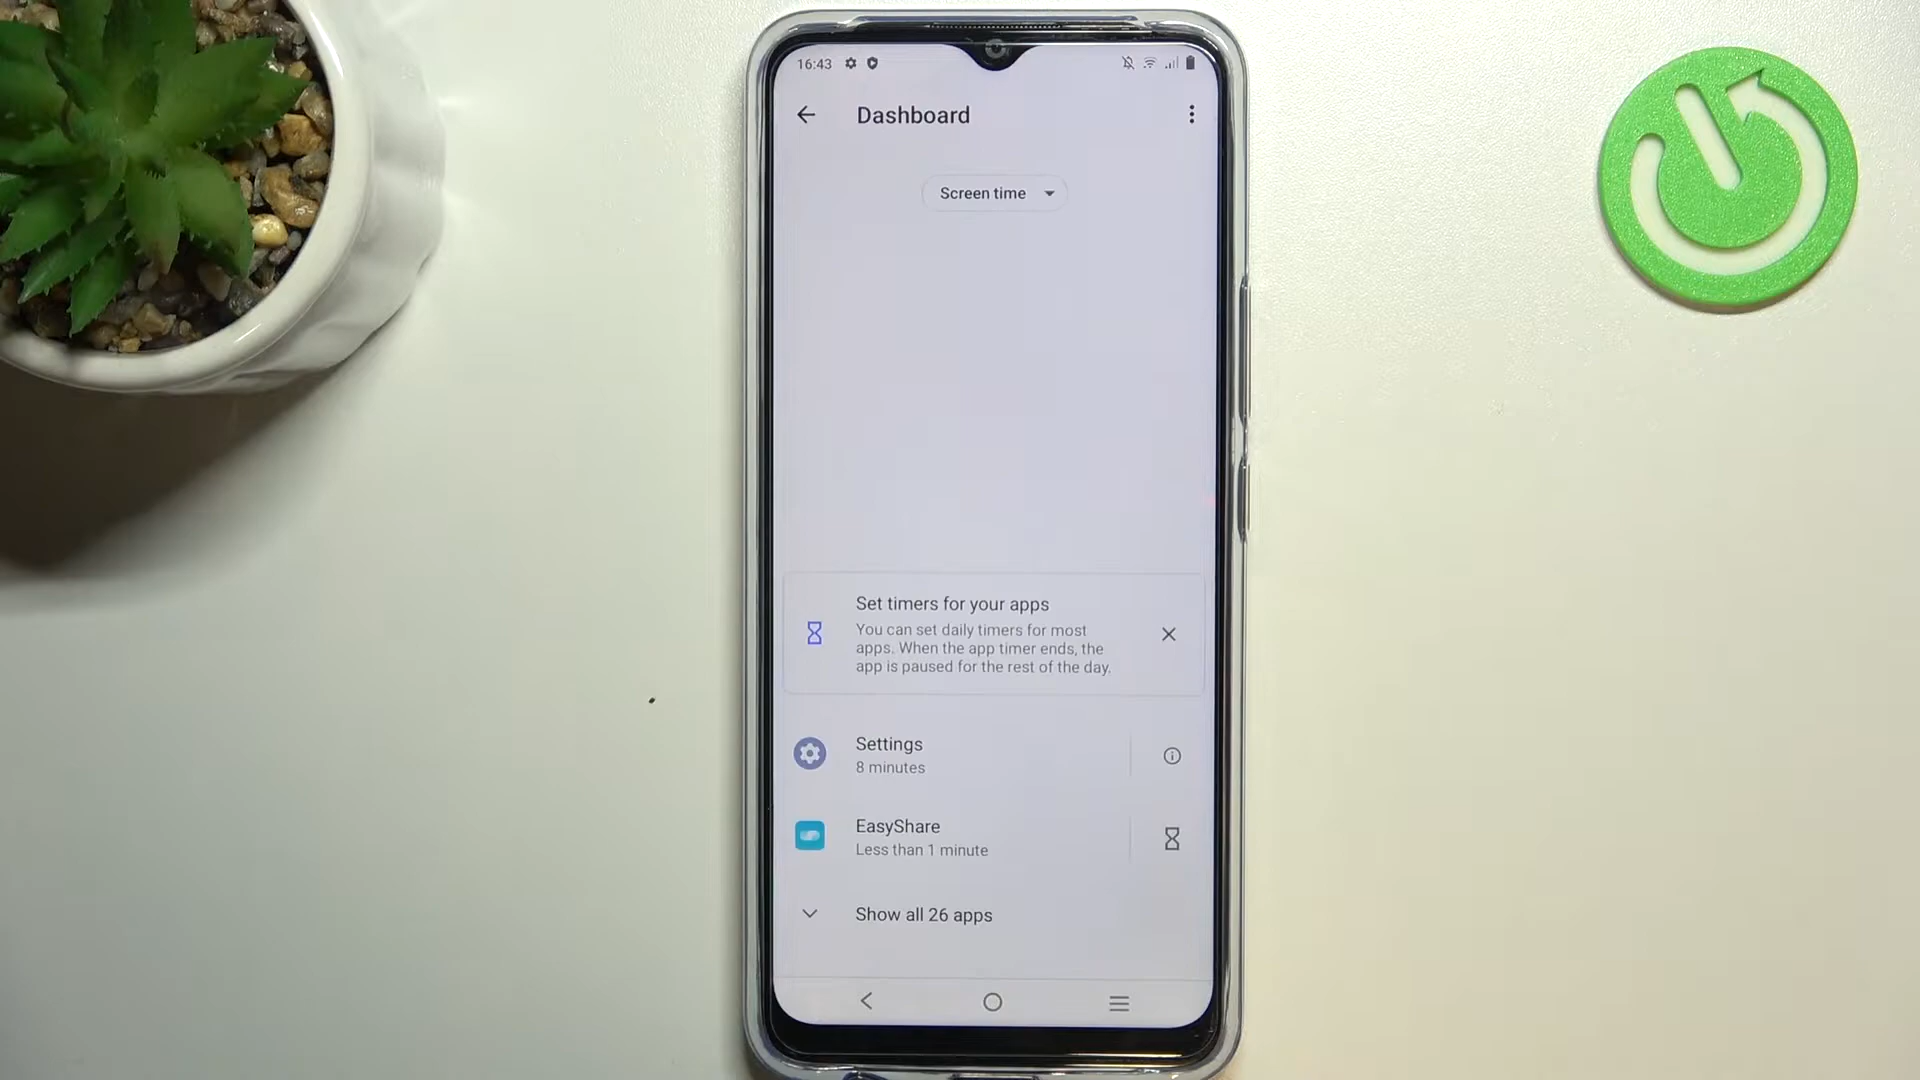 16:43
Dashboard
Screen time
Set timers for your apps
You can set daily timers for most
apps. When the app timer ends, the
app is paused for the rest of the day.
Settings
8 minutes
EasyShare
Less than 1 minute
Show all 26 apps